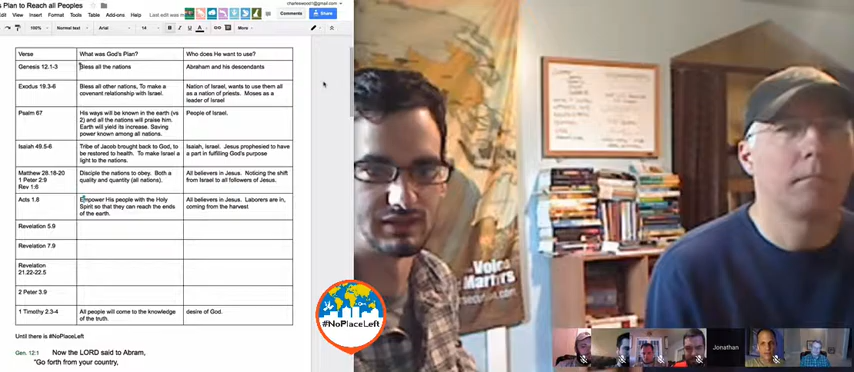 s Plan to Reach all Peoples
Insert Format Tools Table Add-ons Help Last edit was
Comments
Share
100%
Normal text
Arial
14
B I U A
More
Verse What was God's Plan? Who does He want to use?
Genesis 12.1-3 Bless all the nations Abraham and his descendants
Exodus 19.3-6 Bless all other nations, To make a Nation of Israel, wants to use them all
covenant relationship with Israel. as a nation of priests. Moses as a
leader of Israel
Psalm 67 His ways will be known in the earth (vs People of Israel.
2) and all the nations will praise him.
Earth will yield its increase. Saving
power known among all nations.
Isaiah 49.5-6 Tribe of Jacob brought back to God, to Isaiah, Israel. Jesus prophesied to have
be restored to health. To make Israel a a part in fulfilling God's purpose
light to the nations.
Matthew 28.18-20 Disciple the nations to obey. Both a All believers in Jesus. Noticing the shift
1 Peter 2:9 quality and quantity (all nations). from Israel to all followers of Jesus.
Rev 1:6
Acts 1.8 Empower His people with the Holy All believers in Jesus. Laborers are in,
Spirit so that they can reach the ends coming from the harvest
of the earth.
Revelation 5.9
Revelation 7.9
Revelation
21.22-22.5
2 Peter 3.9
1 Timothy 2.3-4 All people will come to the knowledge desire of God.
of the truth.
Until there is #NoPlaceLeft
Gen. 12:1 Now the LORD said to Abram,
"Go forth from your country,
#NoPlaceLeft
Voice
Martyrs
Jonathan